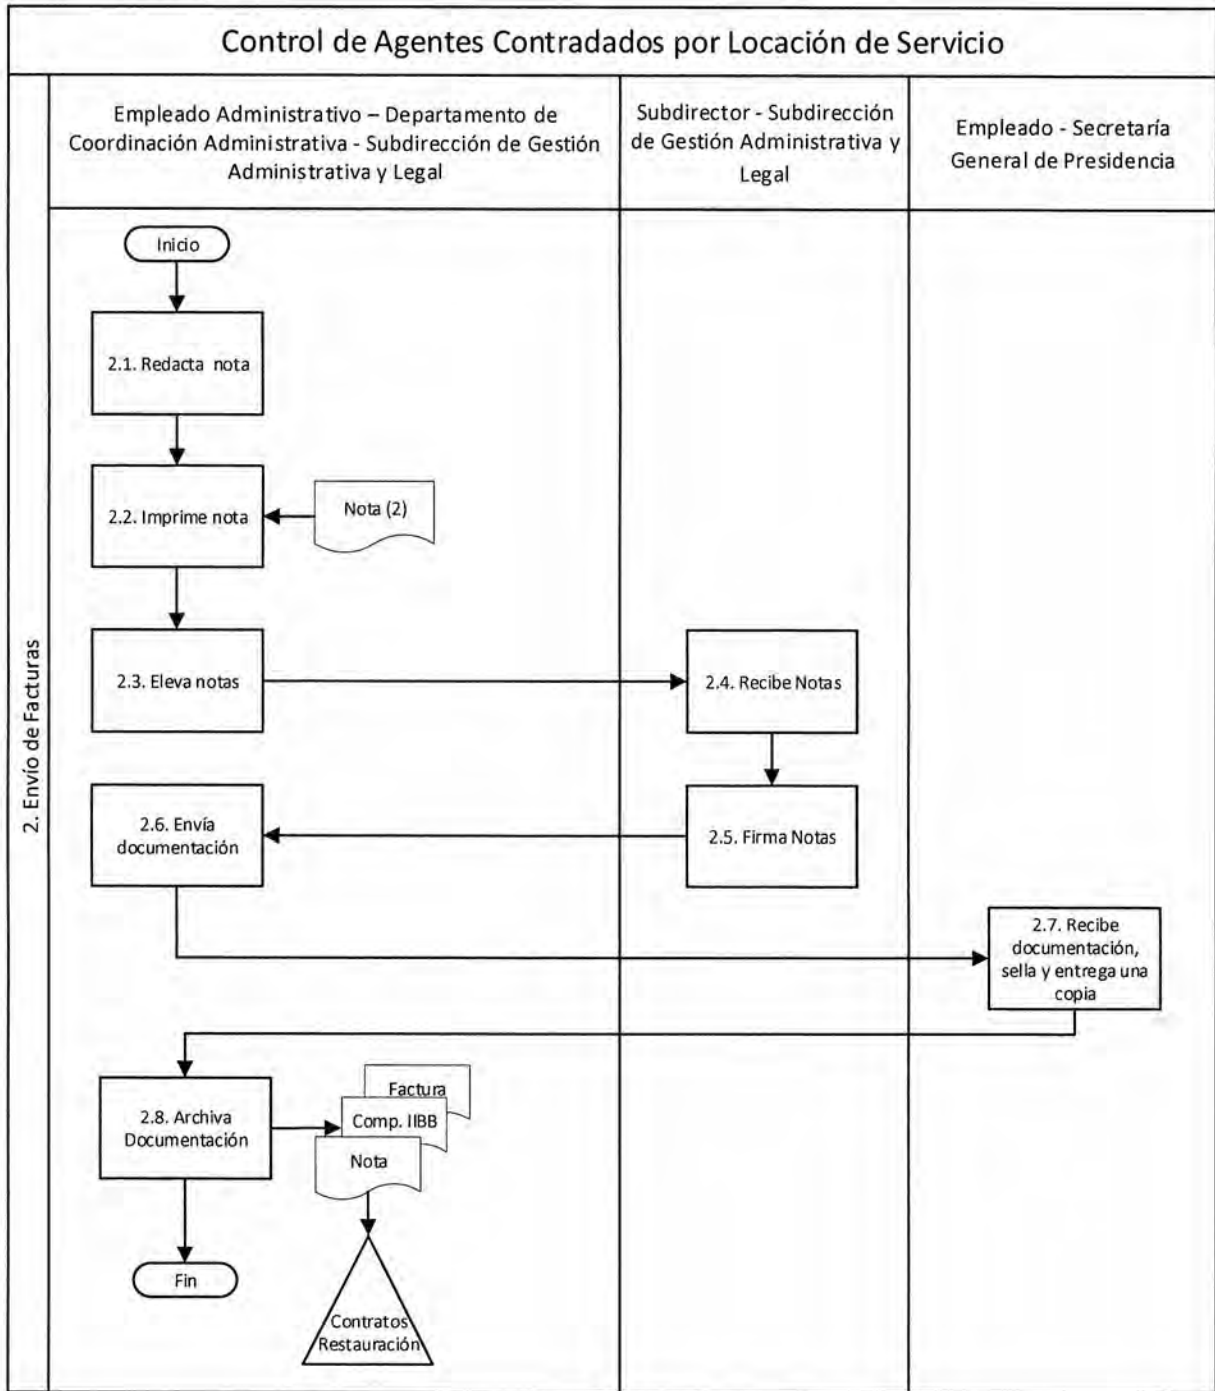 Control de Agentes Contradados por Locación de Servicio
Empleado Administrativo – Departamento de
Coordinación Administrativa - Subdirección de Gestión
Administrativa y Legal
Subdirector - Subdirección
de Gestión Administrativa y
Legal
Empleado - Secretaría
General de Presidencia
2. Envío de Facturas
Inicio
2.1. Redacta nota
2.2. Imprime nota
Nota (2)
2.3. Eleva notas
2.4. Recibe Notas
2.5. Firma Notas
2.6. Envía
documentación
2.7. Recibe
documentación,
sella y entrega una
copia
2.8. Archiva
Documentación
Factura
Comp. IIBB
Nota
Fin
Contratos
Restauración